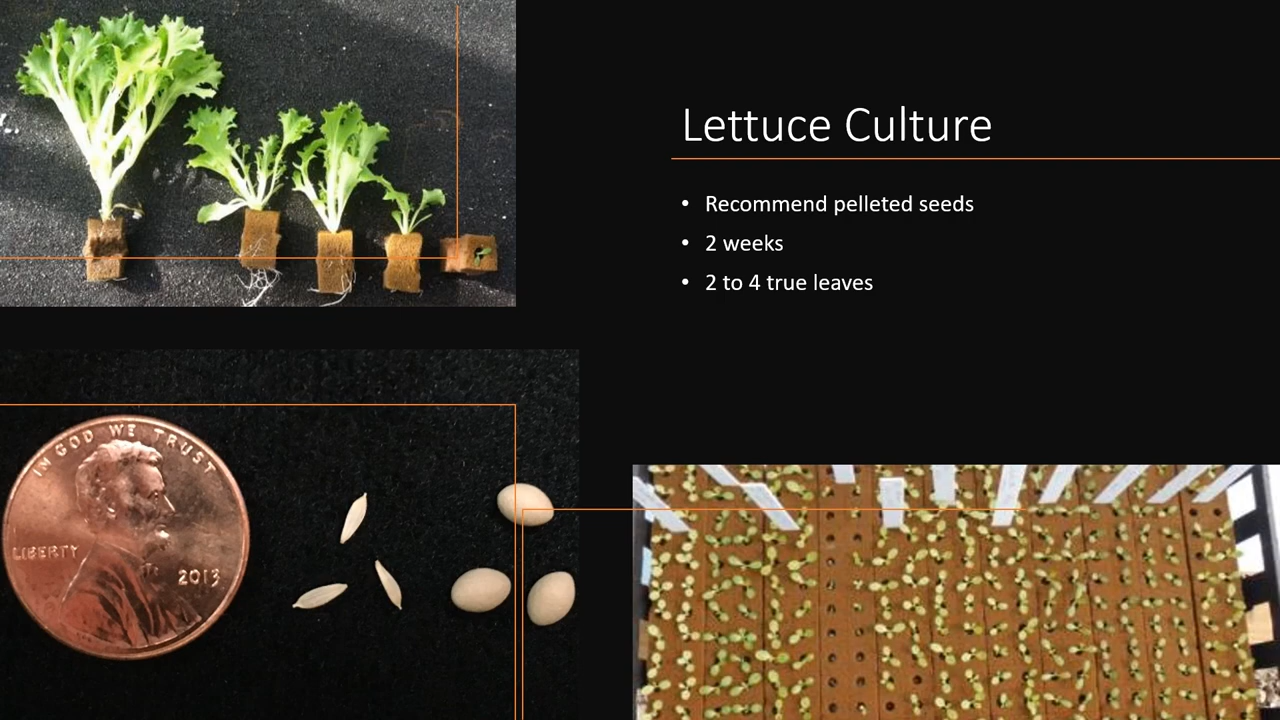 Lettuce Culture
• Recommend pelleted seeds
• 2 weeks
• 2 to 4 true leaves
IN GOD WE TRUST
LIBERTY
2013